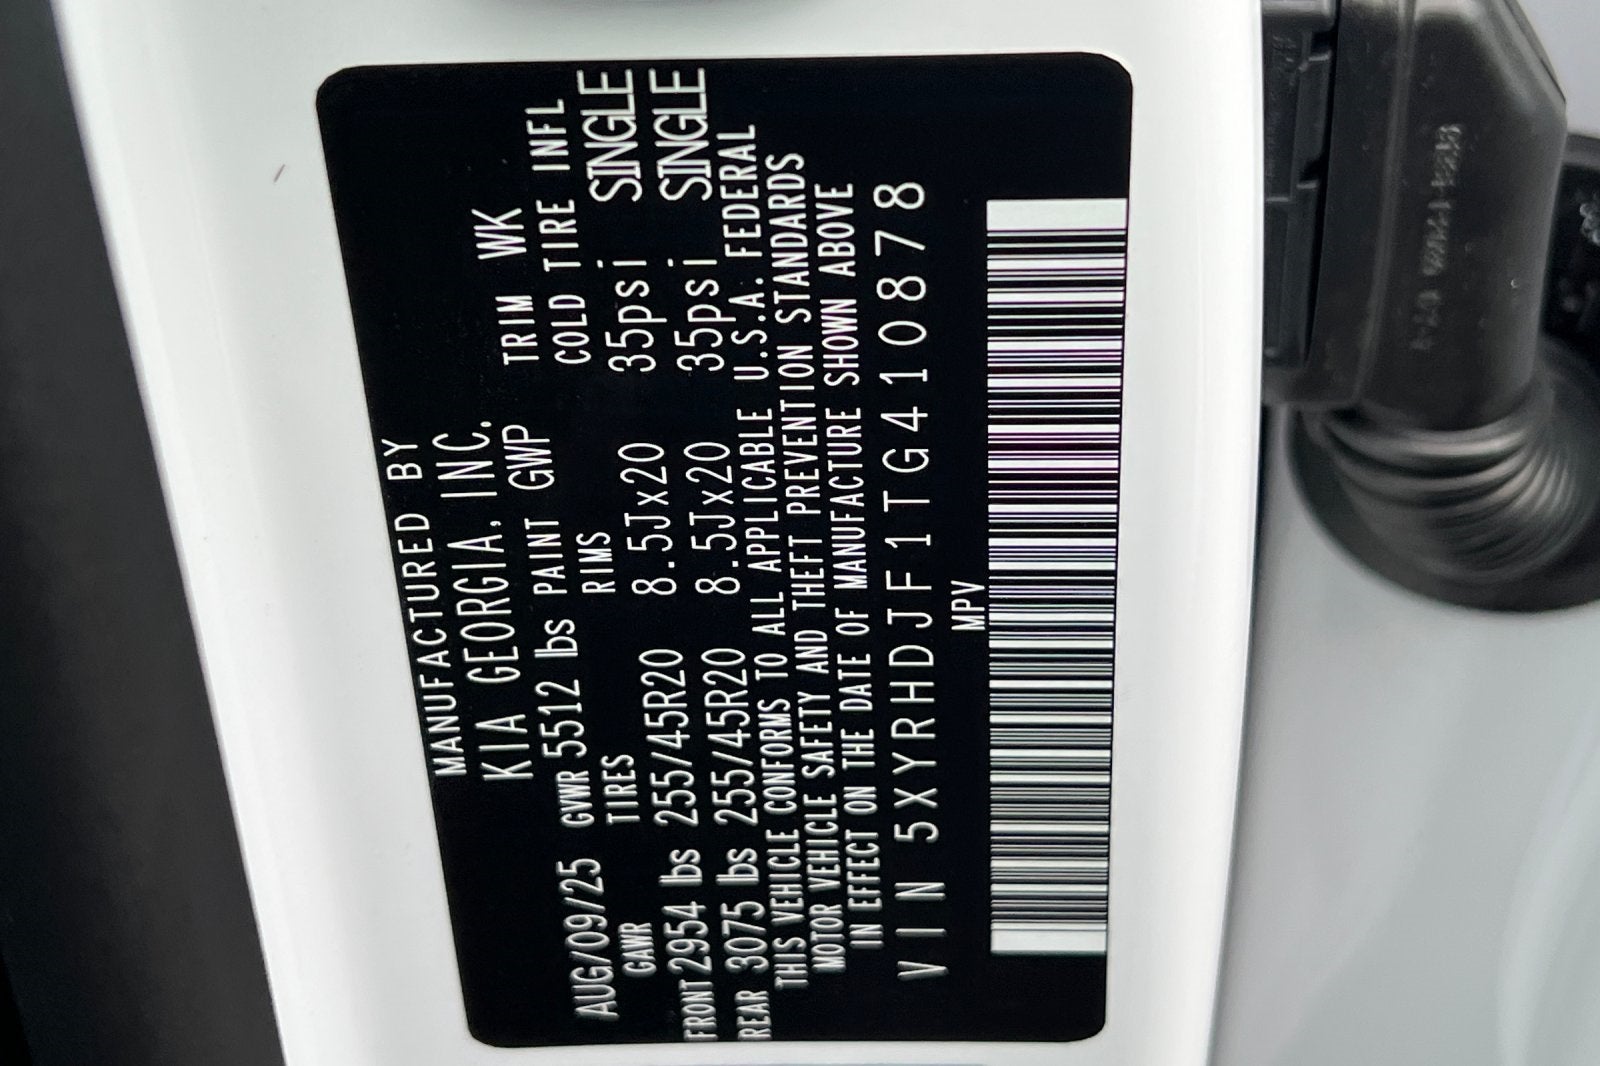 MANUFACTURED BY
KIA GEORGIA, INC.
AUG/09/25 GVWR 5512 lbs PAINT GWP TRIM WK
GAWR TIRES RIMS COLD TIRE INFL
FRONT 2954 lbs 255/45R20 8.5Jx20 35psi SINGLE
REAR 3075 lbs 255/45R20 8.5Jx20 35psi SINGLE
THIS VEHICLE CONFORMS TO ALL APPLICABLE U.S.A. FEDERAL
MOTOR VEHICLE SAFETY AND THEFT PREVENTION STANDARDS
IN EFFECT ON THE DATE OF MANUFACTURE SHOWN ABOVE
VIN 5XYRHDJF1TG410878
MPV